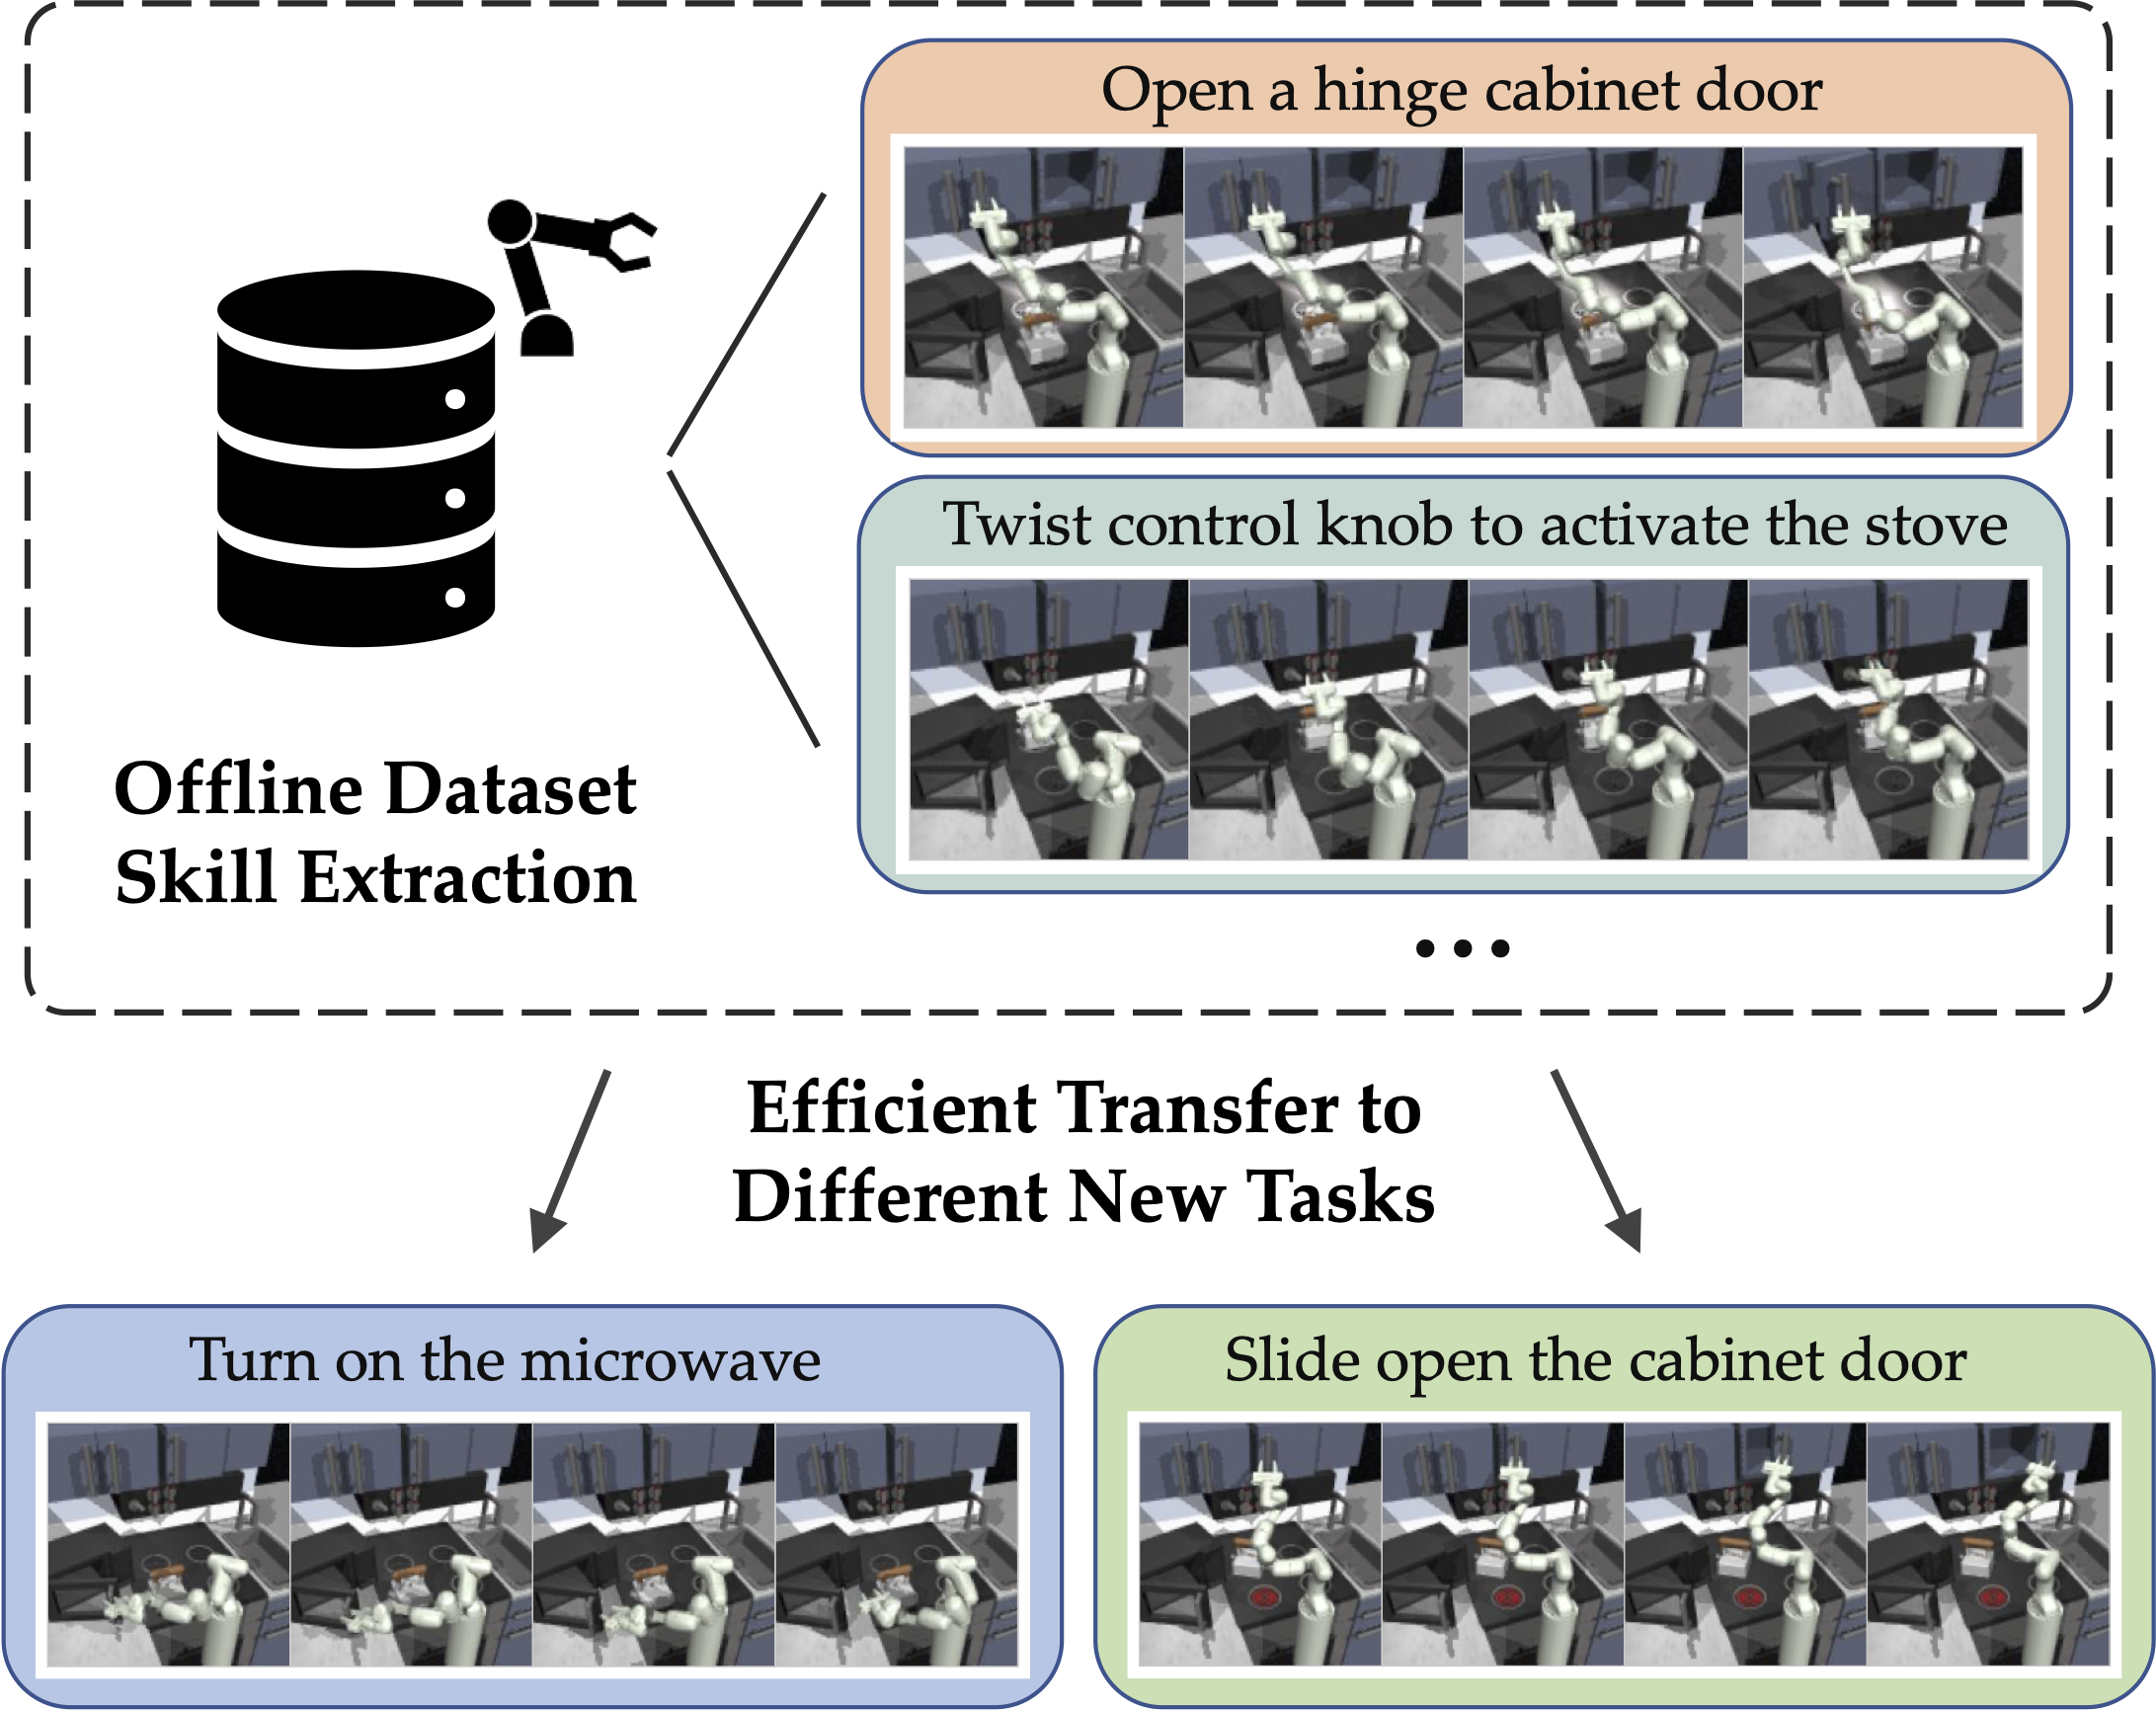 Open a hinge cabinet door
Twist control knob to activate the stove
Offline Dataset
Skill Extraction
...
Efficient Transfer to
Different New Tasks
Turn on the microwave
Slide open the cabinet door